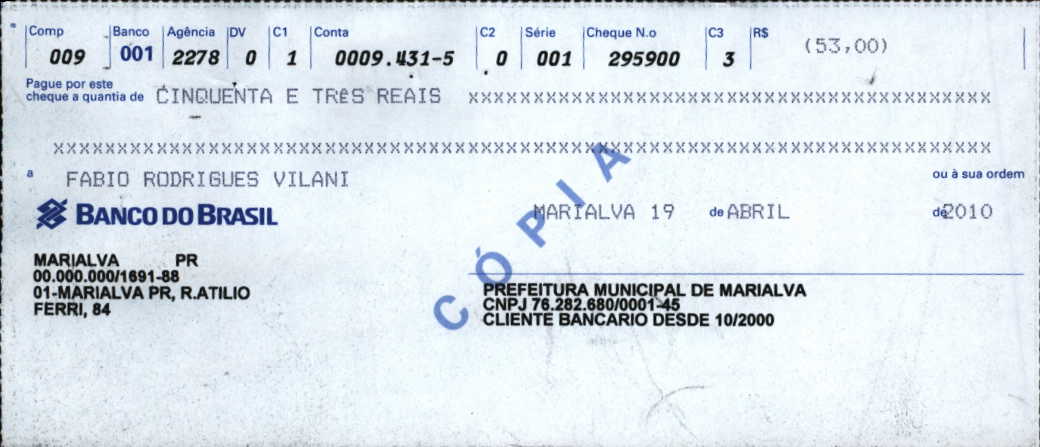 Comp Banco Agência DV C1 Conta C2 Série Cheque N.o C3 R$ (53,00)
009 001 2278 0 1 0009.431-5 0 001 295900 3
Pague por este
cheque a quantia de CINQUENTA E TRêS REAIS XXXXXXXXXXXXXXXXXXXXXXXXXXXXXXXXXXXXXXXXXXXXXXXXX
XXXXXXXXXXXXXXXXXXXXXXXXXXXXXXXXXXXXXXXXXXXXXXXXXXXXXXXXXXXXXXXXXXXXXXXXXXXXXXXXXXXXXXX
a FABIO RODRIGUES VILANI ou à sua ordem
BANCO DO BRASIL MARIALVA 19 de ABRIL de 2010
CÓPIA
MARIALVA PR
00.000.000/1691-88
01-MARIALVA PR, R.ATILIO
FERRI, 84
PREFEITURA MUNICIPAL DE MARIALVA
CNPJ 76.282.680/0001-45
CLIENTE BANCARIO DESDE 10/2000